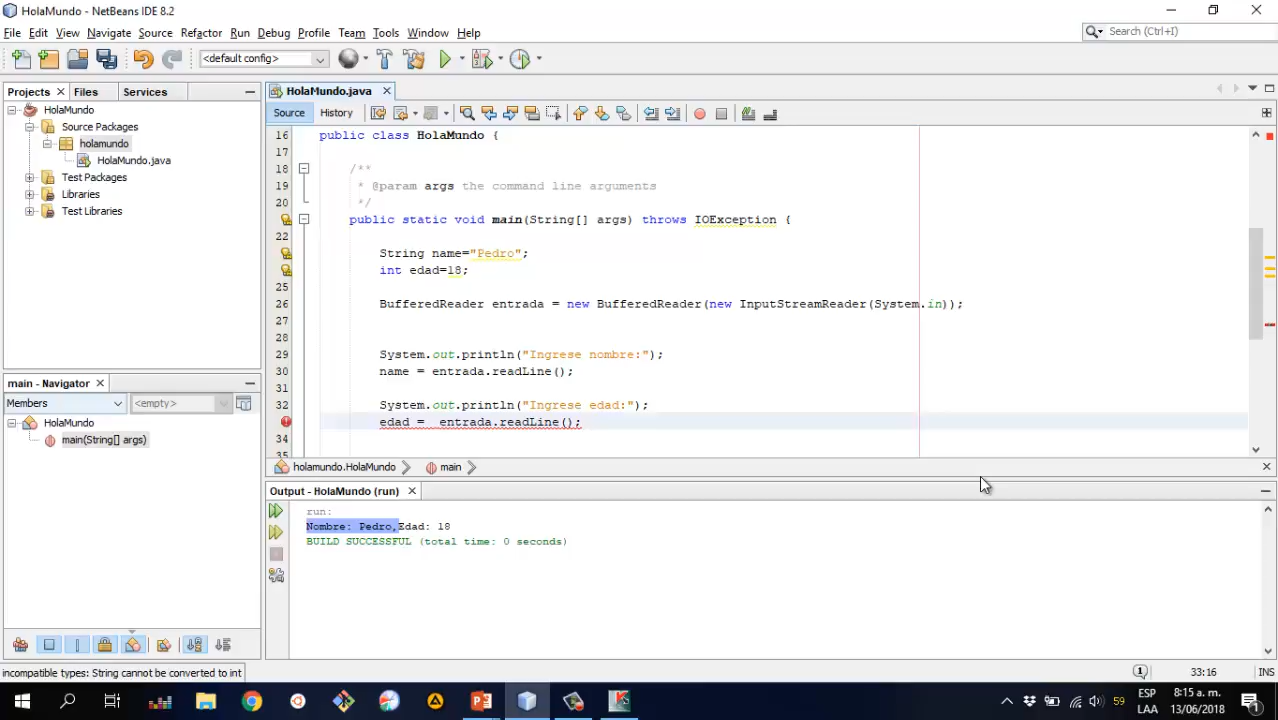 HolaMundo - NetBeans IDE 8.2
File Edit View Navigate Source Refactor Run Debug Profile Team Tools Window Help
Search (Ctrl+I)
<default config>
Projects Files Services
HolaMundo
Source Packages
holamundo
HolaMundo.java
Test Packages
Libraries
Test Libraries
main - Navigator
Members <empty>
HolaMundo
main(String[] args)
HolaMundo.java
Source History
16 public class HolaMundo {
17
18 /**
19 * @param args the command line arguments
20 */
public static void main(String[] args) throws IOException {
22
String name="Pedro";
int edad=18;
25
26 BufferedReader entrada = new BufferedReader(new InputStreamReader(System.in));
27
28
29 System.out.println("Ingrese nombre:");
30 name = entrada.readLine();
31
32 System.out.println("Ingrese edad:");
edad = entrada.readLine();
34
35
holamundo.HolaMundo main
Output - HolaMundo (run)
run:
Nombre: Pedro,Edad: 18
BUILD SUCCESSFUL (total time: 0 seconds)
incompatible types: String cannot be converted to int
1
33:16 INS
59
ESP
LAA
8:15 a. m.
13/06/2018
1